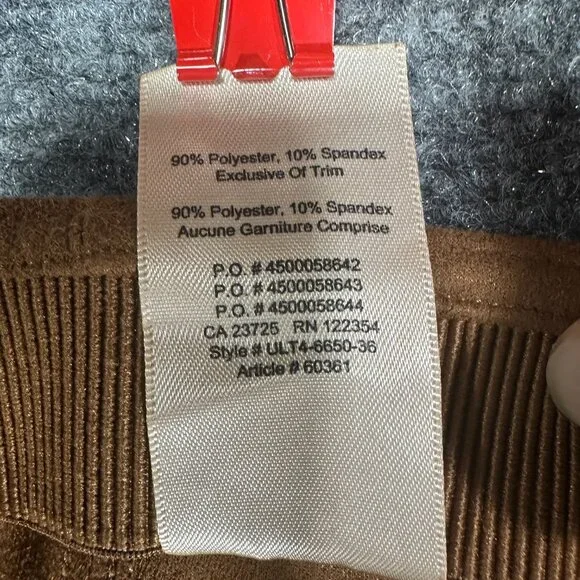 90% Polyester, 10% Spandex
Exclusive Of Trim
90% Polyester, 10% Spandex
Aucune Garniture Comprise
P.O. # 4500058642
P.O. # 4500058643
P.O. # 4500058644
CA 23725 RN 122354
Style # ULT4-6650-36
Article # 60361